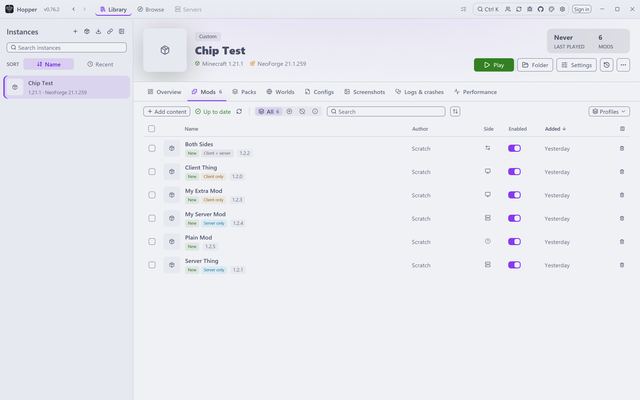 Hopper v0.76.2 Library Browse Servers Ctrl K Sign in
Instances
Search instances
SORT Name Recent
Chip Test
1.21.1 · NeoForge 21.1.259
Custom
Chip Test
Minecraft 1.21.1 NeoForge 21.1.259
Never 6
LAST PLAYED MODS
Play Folder Settings
Overview Mods 6 Packs Worlds Configs Screenshots Logs & crashes Performance
Add content Up to date All 6 Search Profiles
Name Author Side Enabled Added
Both Sides
New Client + server 1.2.2 Scratch Yesterday
Client Thing
New Client only 1.2.0 Scratch Yesterday
My Extra Mod
New Client only 1.2.3 Scratch Yesterday
My Server Mod
New Server only 1.2.4 Scratch Yesterday
Plain Mod
New 1.2.5 Scratch Yesterday
Server Thing
New Server only 1.2.1 Scratch Yesterday